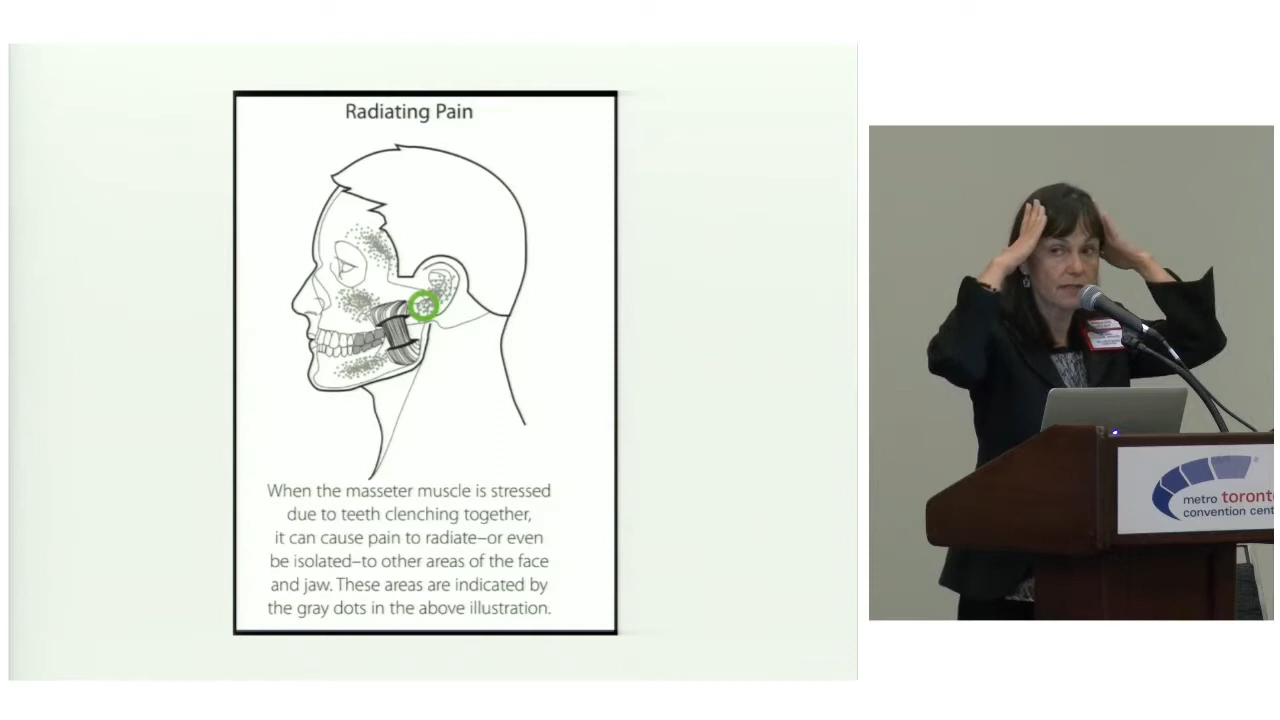 Radiating Pain
When the masseter muscle is stressed
due to teeth clenching together,
it can cause pain to radiate–or even
be isolated–to other areas of the face
and jaw. These areas are indicated by
the gray dots in the above illustration.
metro toronto
convention cent